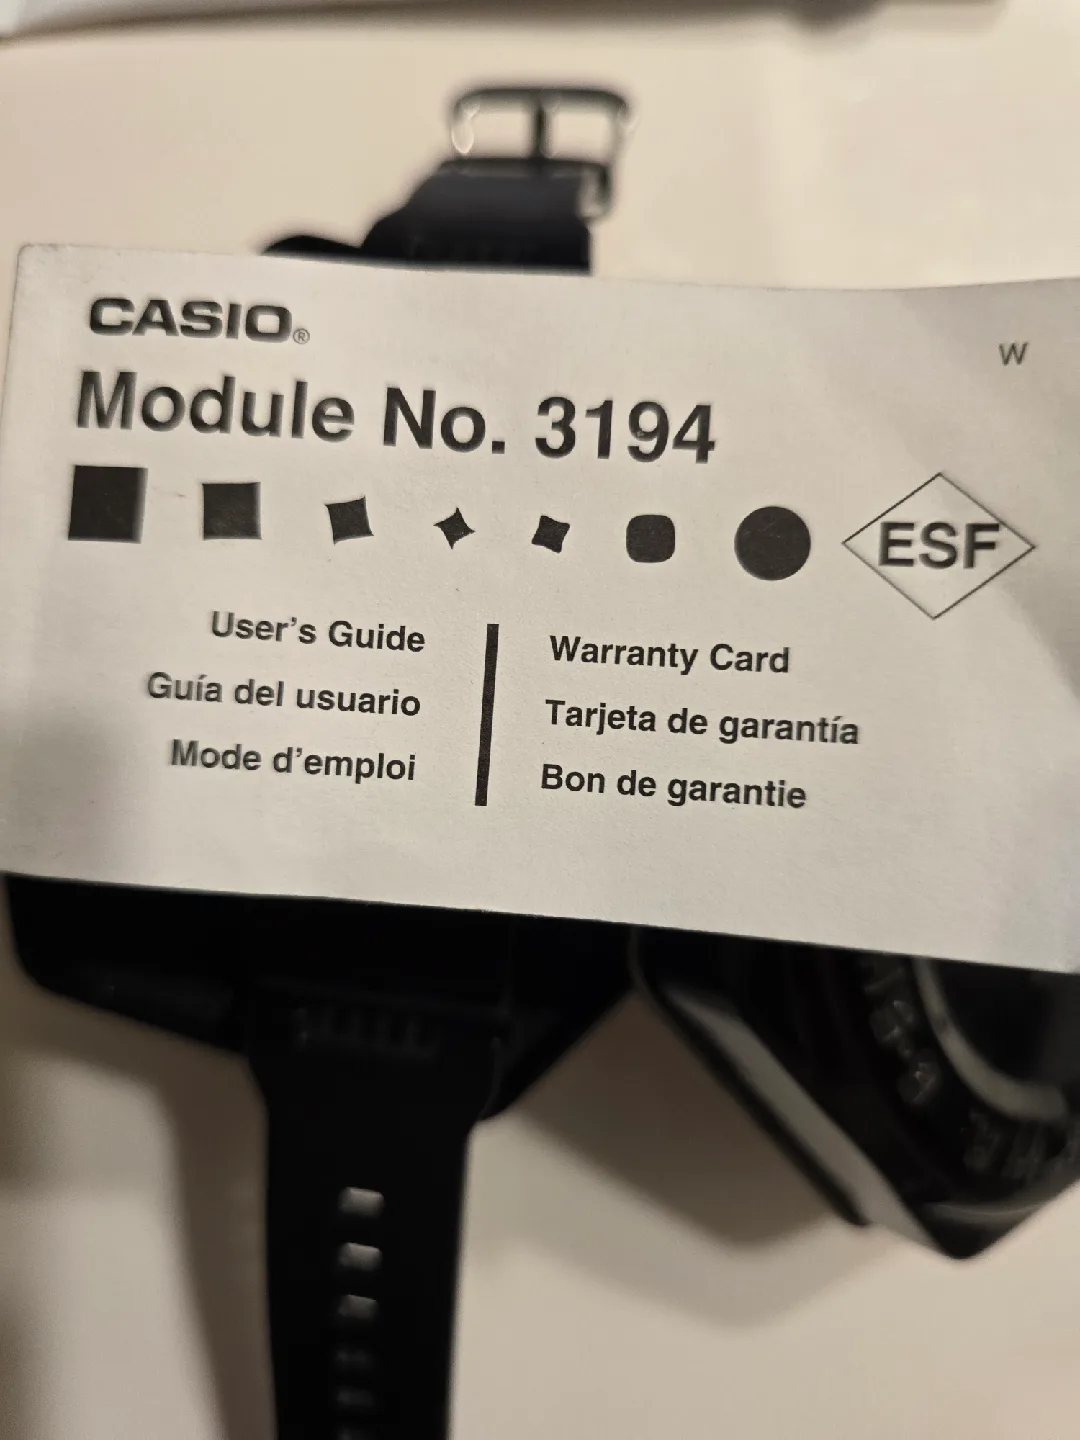 CASIO®
W
Module No. 3194
ESF
User's Guide
Guía del usuario
Mode d'emploi
Warranty Card
Tarjeta de garantía
Bon de garantie